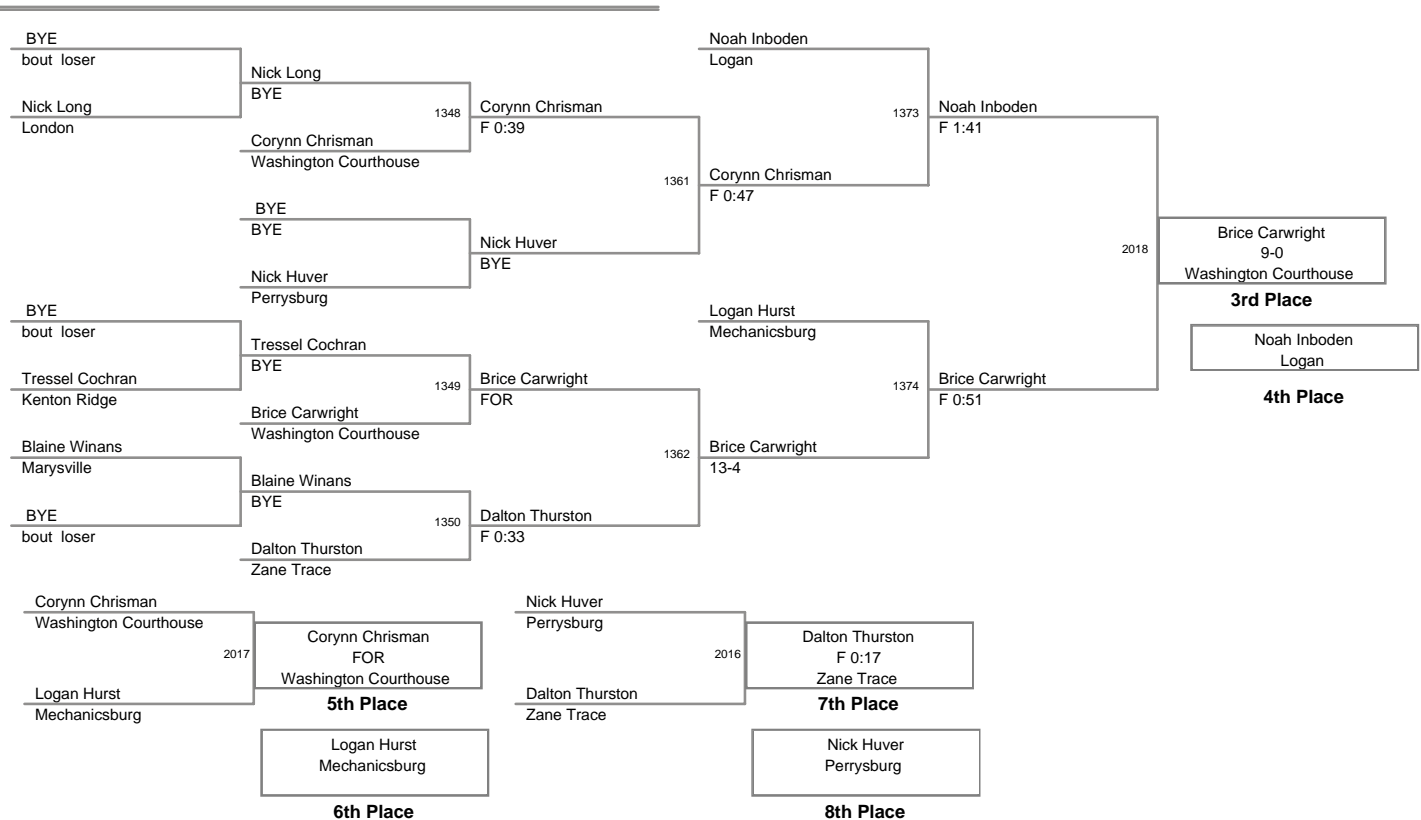 BYE
bout loser
Nick Long
London
Nick Long
BYE
1348
Corynn Chrisman
Washington Courthouse
Corynn Chrisman
F 0:39
BYE
BYE
Nick Huver
Perrysburg
Nick Huver
BYE
1361
Noah Inboden
Logan
Corynn Chrisman
F 0:47
1373
Noah Inboden
F 1:41
BYE
bout loser
Tressel Cochran
Kenton Ridge
Tressel Cochran
BYE
1349
Brice Carwright
Washington Courthouse
Brice Carwright
FOR
Blaine Winans
Marysville
BYE
bout loser
Blaine Winans
BYE
1350
Dalton Thurston
Zane Trace
Dalton Thurston
F 0:33
1362
Logan Hurst
Mechanicsburg
Brice Carwright
13-4
1374
Brice Carwright
F 0:51
2018
Brice Carwright
9-0
Washington Courthouse
3rd Place
Noah Inboden
Logan
4th Place
Corynn Chrisman
Washington Courthouse
2017
Logan Hurst
Mechanicsburg
Corynn Chrisman
FOR
Washington Courthouse
5th Place
Logan Hurst
Mechanicsburg
6th Place
Nick Huver
Perrysburg
2016
Dalton Thurston
Zane Trace
Dalton Thurston
F 0:17
Zane Trace
7th Place
Nick Huver
Perrysburg
8th Place